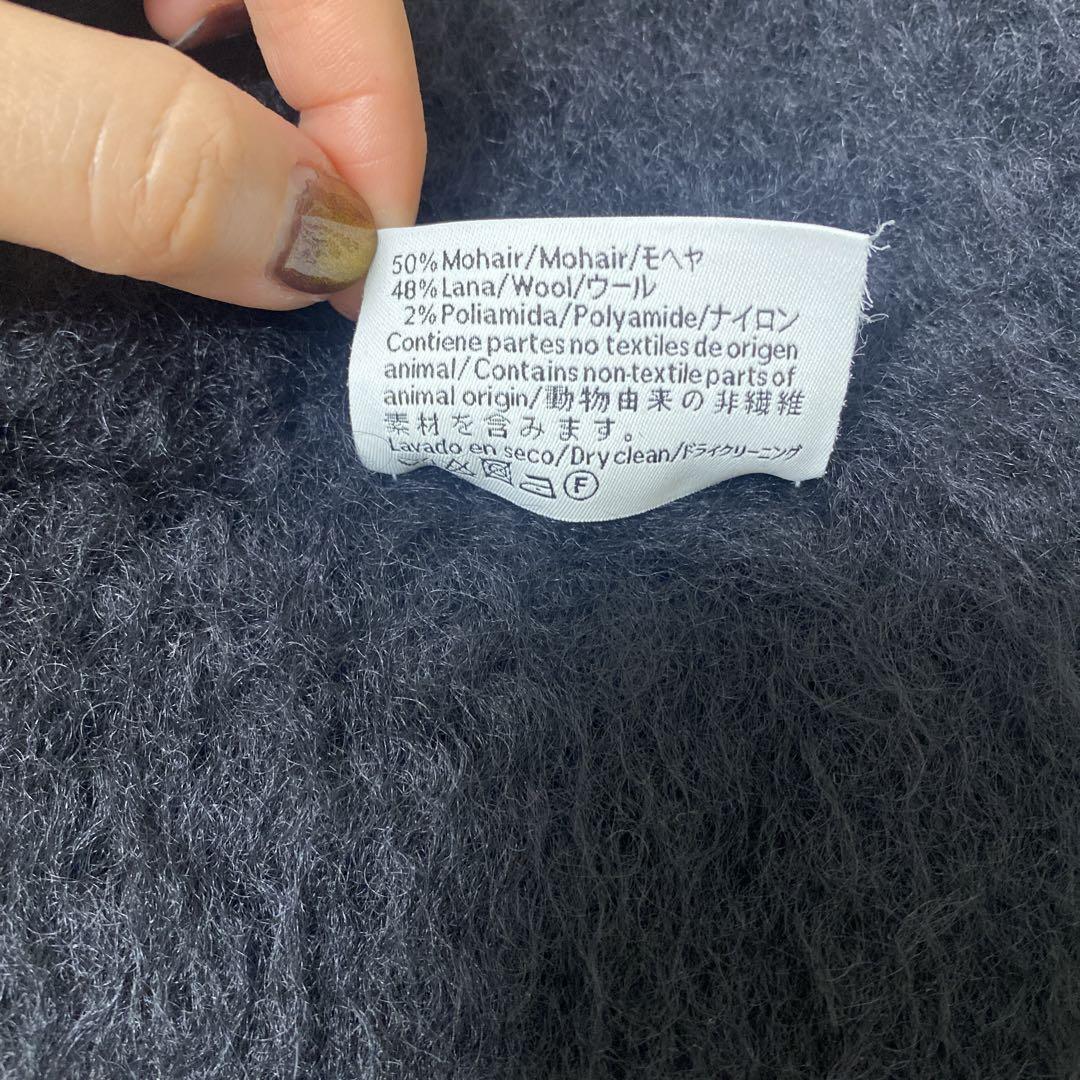 50% Mohair/Mohair/モヘヤ
48% Lana/Wool/ウール
2% Poliamida/Polyamide/ナイロン
Contiene partes no textiles de origen
animal/Contains non-textile parts of
animal origin/動物由来の非繊維
素材を含みます。
Lavado en seco/Dry clean/ドライクリーニング
F